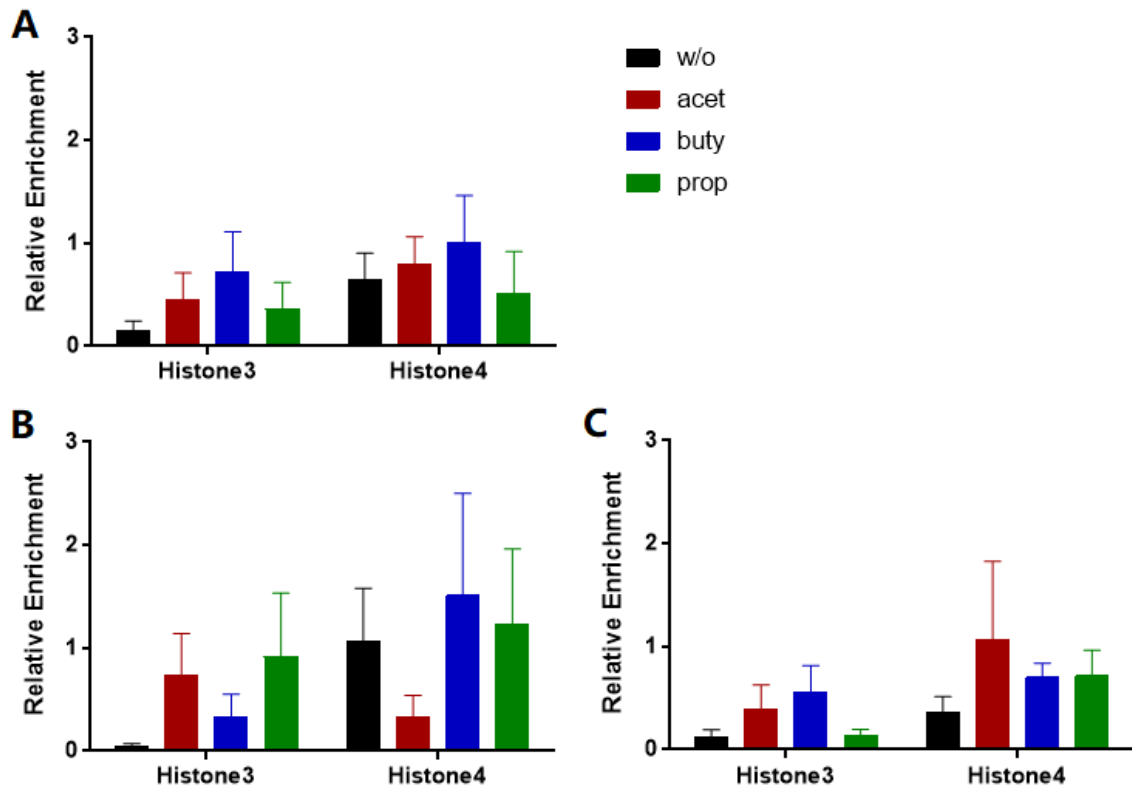 A
Relative Enrichment
3
2
1
0
Histone3
Histone4
w/o
acet
buty
prop
B
Relative Enrichment
3
2
1
0
Histone3
Histone4
C
Relative Enrichment
3
2
1
0
Histone3
Histone4